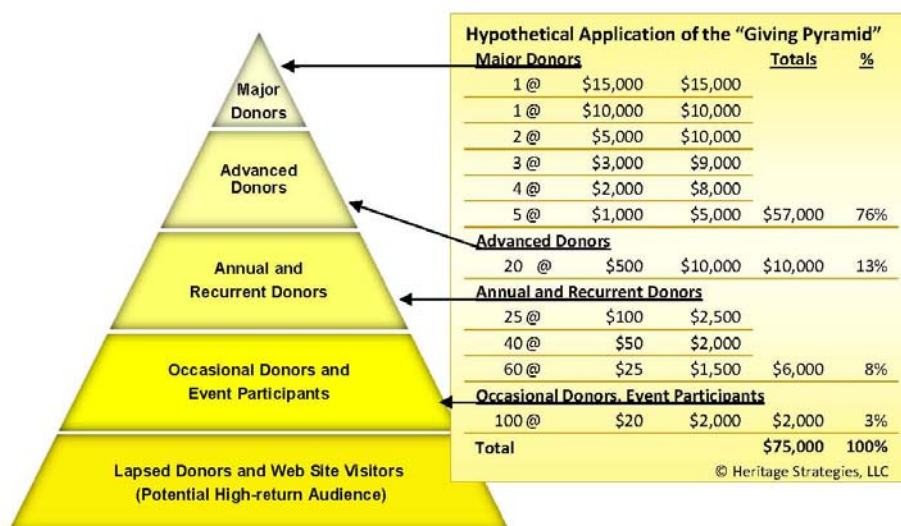 Major
Donors
Advanced
Donors
Annual and
Recurrent Donors
Occasional Donors and
Event Participants
Lapsed Donors and Web Site Visitors
(Potential High-return Audience)
Hypothetical Application of the “Giving Pyramid”
Major Donors Totals %
1 @ $15,000 $15,000
1 @ $10,000 $10,000
2 @ $5,000 $10,000
3 @ $3,000 $9,000
4 @ $2,000 $8,000
5 @ $1,000 $5,000 $57,000 76%
Advanced Donors
20 @ $500 $10,000 $10,000 13%
Annual and Recurrent Donors
25 @ $100 $2,500
40 @ $50 $2,000
60 @ $25 $1,500 $6,000 8%
Occasional Donors, Event Participants
100 @ $20 $2,000 $2,000 3%
Total $75,000 100%
© Heritage Strategies, LLC